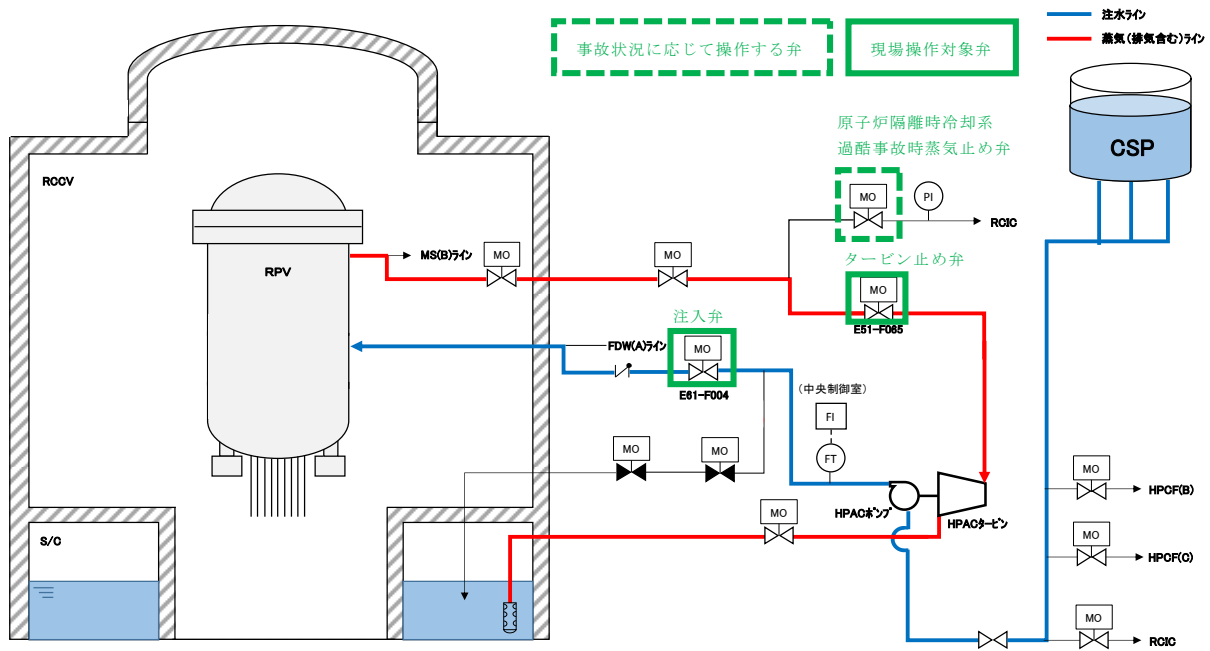 注水ライン
蒸気(排気含む)ライン
事故状況に応じて操作する弁
現場操作対象弁
CSP
原子炉隔離時冷却系
過酷事故時蒸気止め弁
RCCV
MO
PI
RCIC
RPV
MS(B)ライン
MO
MO
タービン止め弁
MO
E51-F065
注入弁
FDW(A)ライン
MO
E61-F004
(中央制御室)
FI
FT
MO
MO
MO
HPCF(B)
HPACポンプ
HPACタービン
MO
S/C
MO
HPCF(C)
MO
RCIC